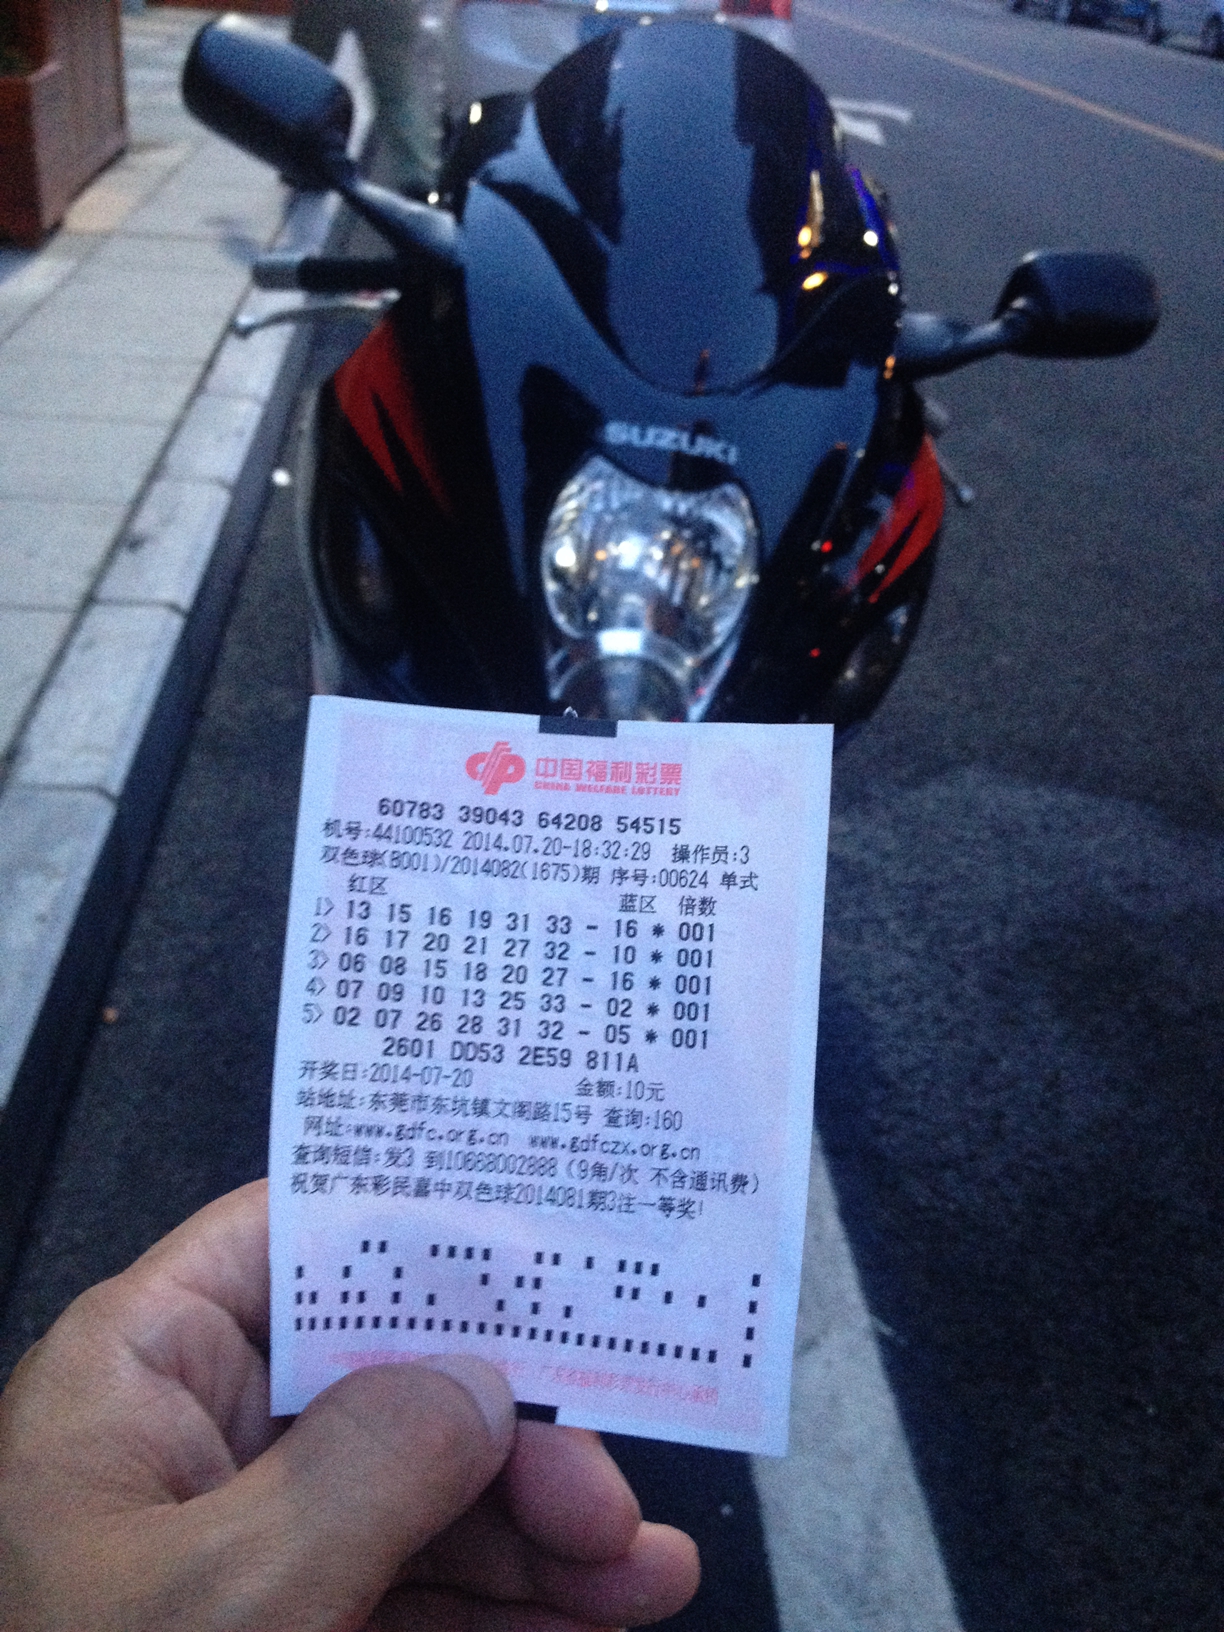 SUZUKI
中国福利彩票
CHINA WELFARE LOTTERY
60783 39043 64208 54515
机号:44100532 2014.07.20-18:32:29 操作员:3
双色球(B001)/2014082(1675)期 序号:00624 单式
红区 蓝区 倍数
1> 13 15 16 19 31 33 - 16 * 001
2> 16 17 20 21 27 32 - 10 * 001
3> 06 08 15 18 20 27 - 16 * 001
4> 07 09 10 13 25 33 - 02 * 001
5> 02 07 26 28 31 32 - 05 * 001
2601 DD53 2E59 811A
开奖日:2014-07-20 金额:10元
站地址:东莞市东坑镇文阁路15号 查询:160
网址:www.gdfc.org.cn www.gdfczx.org.cn
查询短信:发3 到10668002888 (9角/次 不含通讯费)
祝贺广东彩民喜中双色球2014081期3注一等奖!